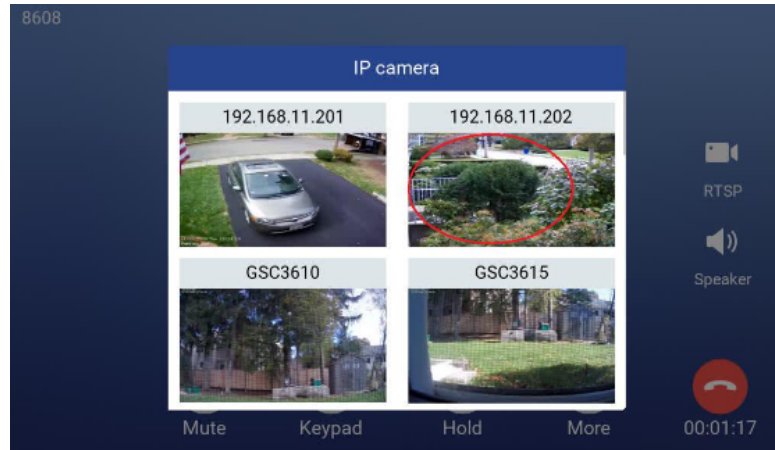 8608
IP camera
192.168.11.201
192.168.11.202
RTSP
GSC3610
GSC3615
Speaker
Mute
Keypad
Hold
More
00:01:17